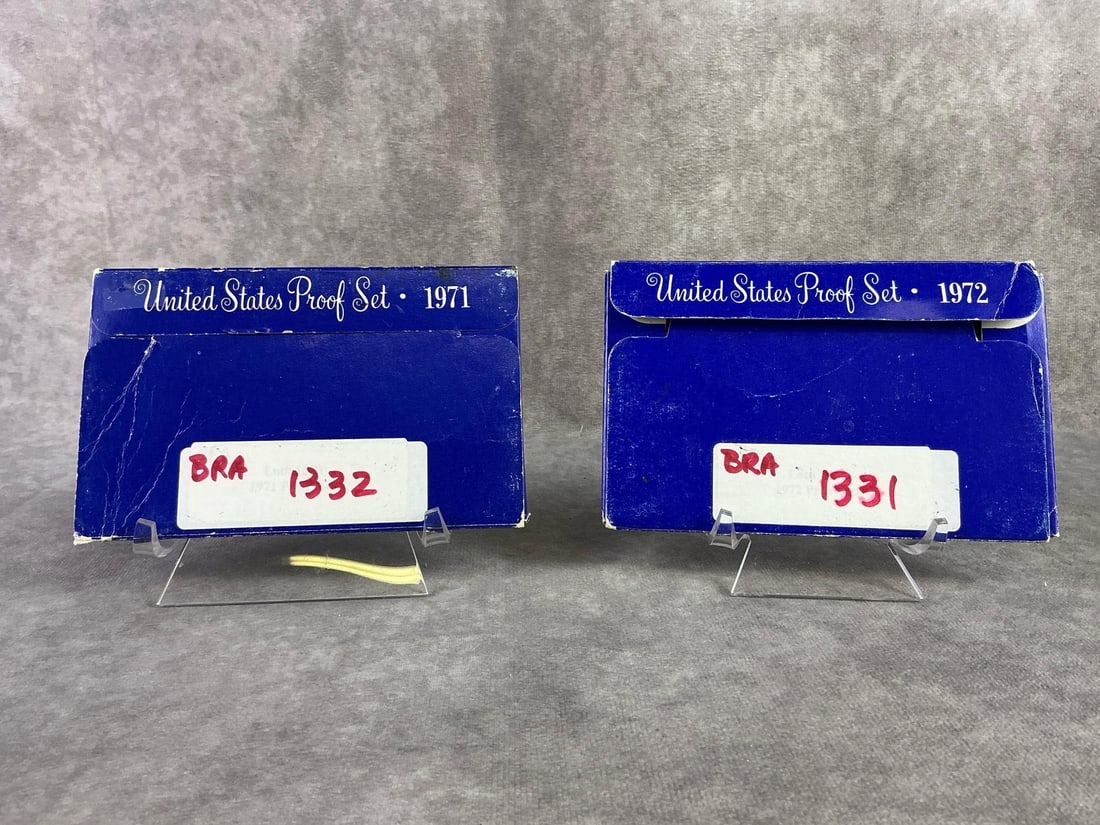 United States Proof Set • 1971
BRA
1332
United States Proof Set • 1972
BRA
1331